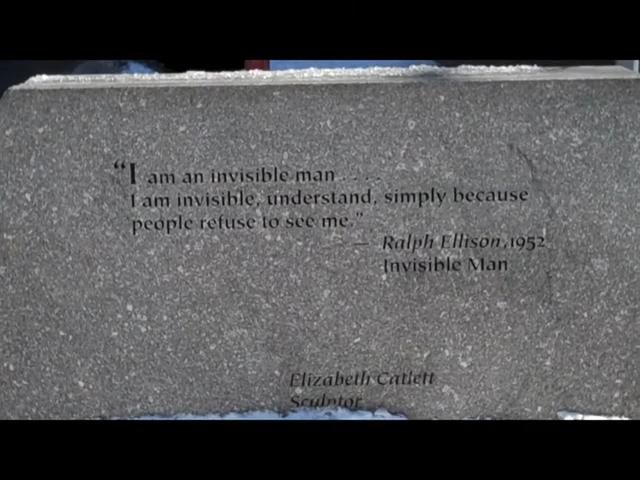 “I am an invisible man . . . .
I am invisible, understand, simply because
people refuse to see me.”
— Ralph Ellison, 1952
Invisible Man
Elizabeth Catlett
Sculptor